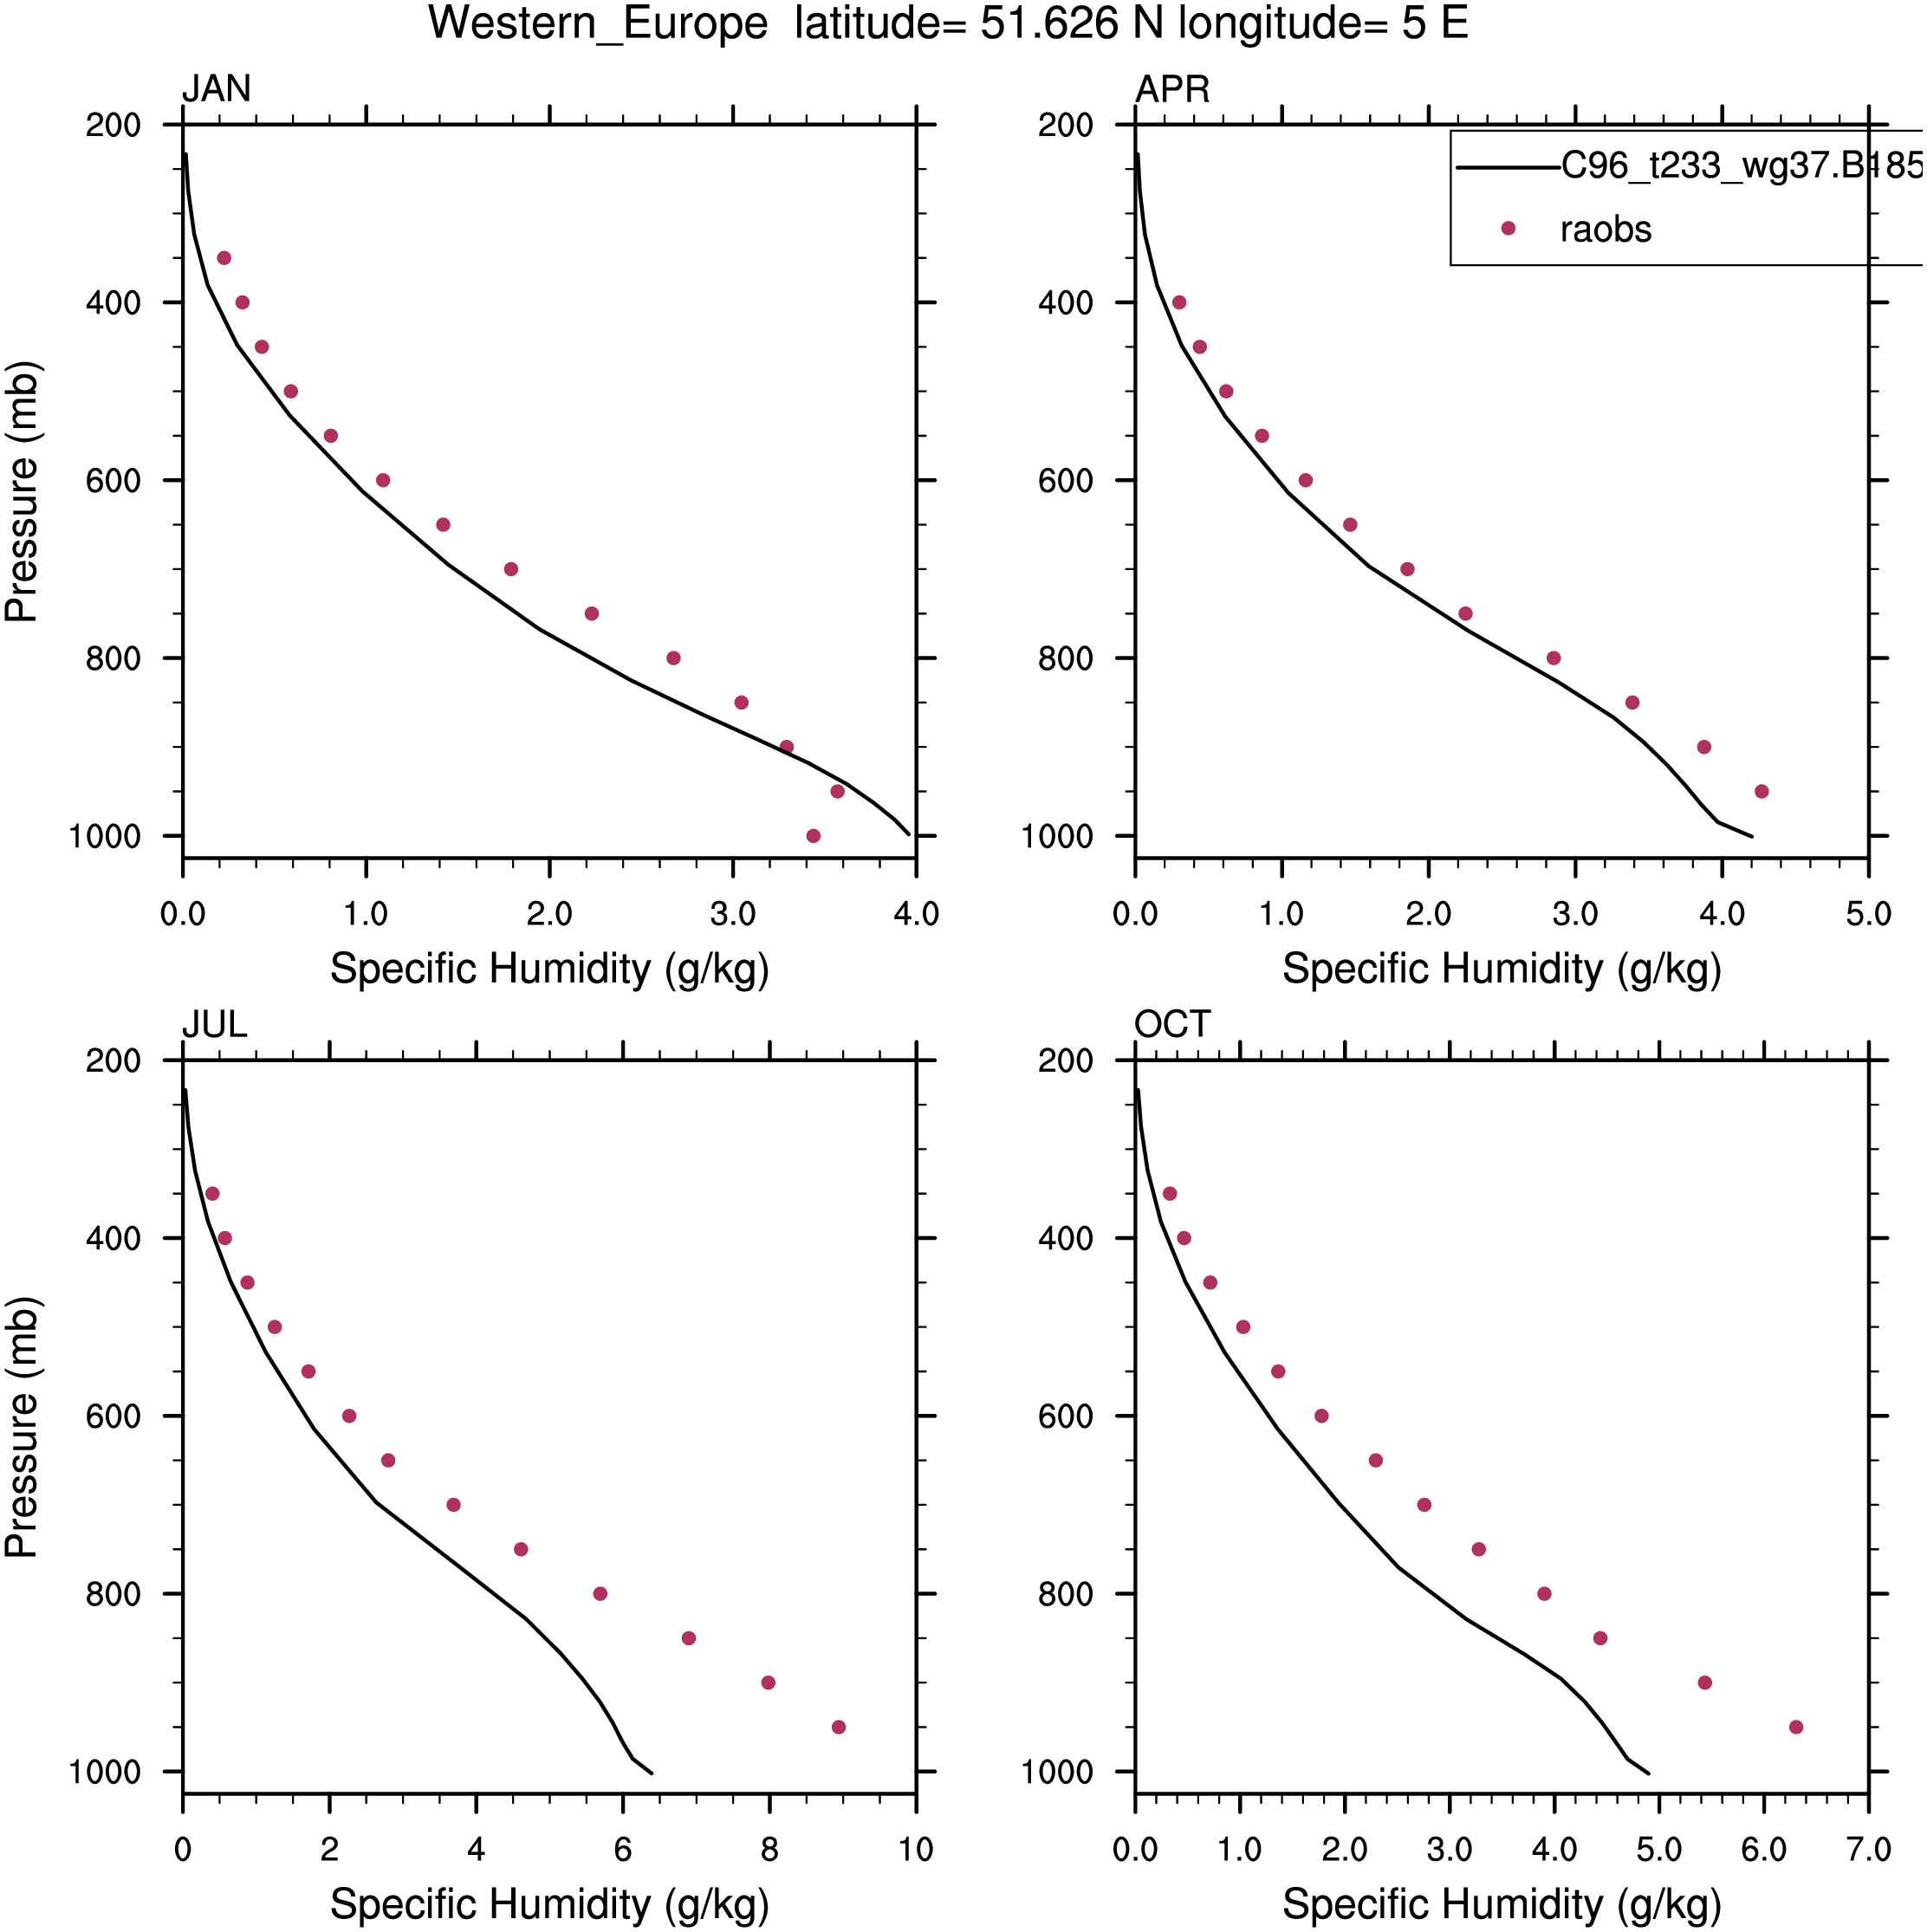 Western_Europe latitude= 51.626 N longitude= 5 E
JAN
200
400
600
800
1000
Pressure (mb)
0.0 1.0 2.0 3.0 4.0
Specific Humidity (g/kg)
APR
200
400
600
800
1000
C96_t233_wg37.B185
raobs
0.0 1.0 2.0 3.0 4.0 5.0
Specific Humidity (g/kg)
JUL
200
400
600
800
1000
Pressure (mb)
0 2 4 6 8 10
Specific Humidity (g/kg)
OCT
200
400
600
800
1000
0.0 1.0 2.0 3.0 4.0 5.0 6.0 7.0
Specific Humidity (g/kg)